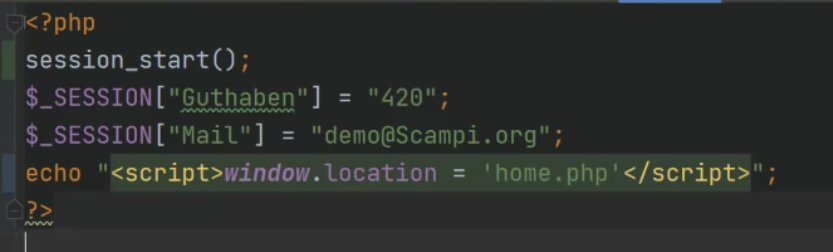 <?php
session_start();
$_SESSION["Guthaben"] = "420";
$_SESSION["Mail"] = "demo@Scampi.org";
echo "<script>window.location = 'home.php'</script>";
?>